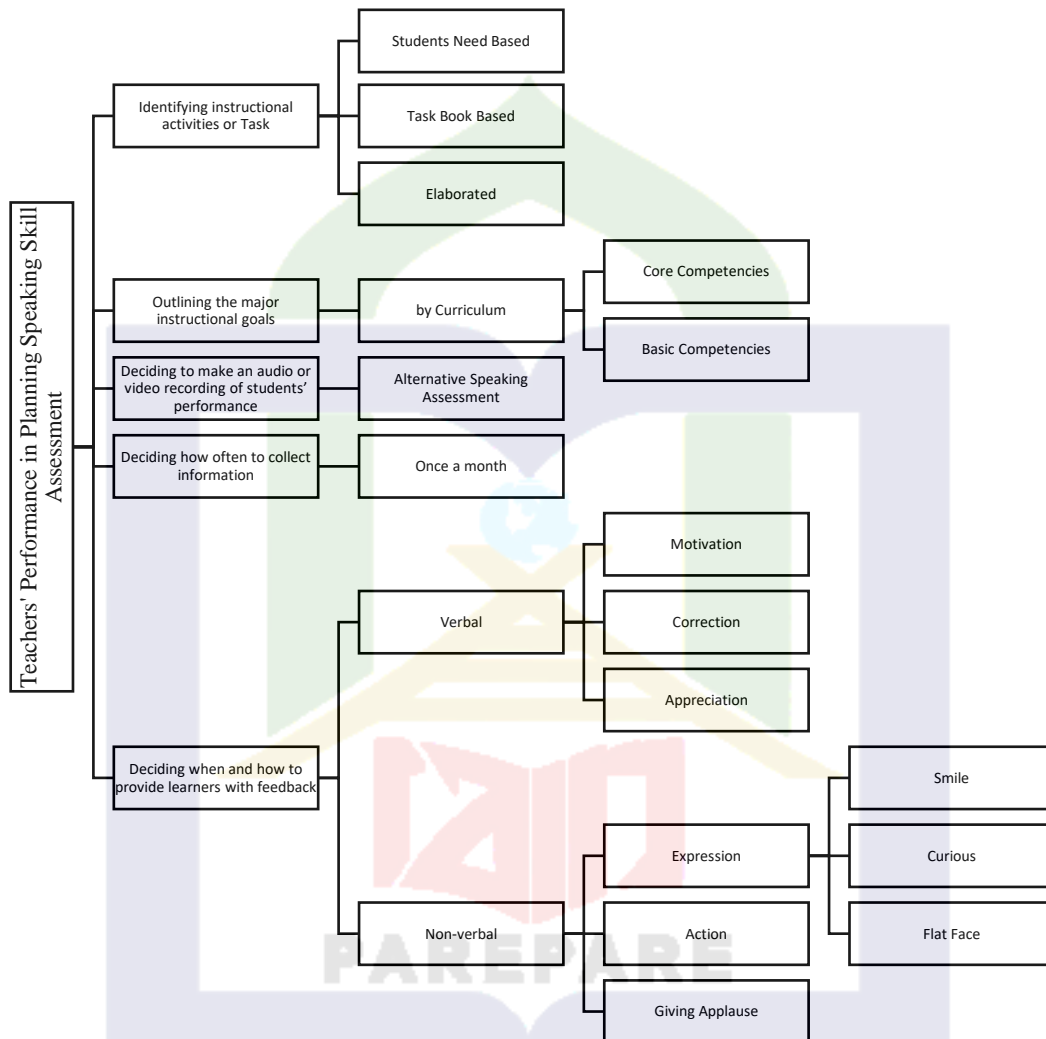 Teachers' Performance in Planning Speaking Skill
Assessment
Identifying instructional
activities or Task
Students Need Based
Task Book Based
Elaborated
Outlining the major
instructional goals
by Curriculum
Core Competencies
Basic Competencies
Deciding to make an audio or
video recording of students’
performance
Alternative Speaking
Assessment
Deciding how often to collect
information
Once a month
Deciding when and how to
provide learners with feedback
Verbal
Motivation
Correction
Appreciation
Non-verbal
Expression
Smile
Curious
Flat Face
Action
Giving Applause
PAREPARE